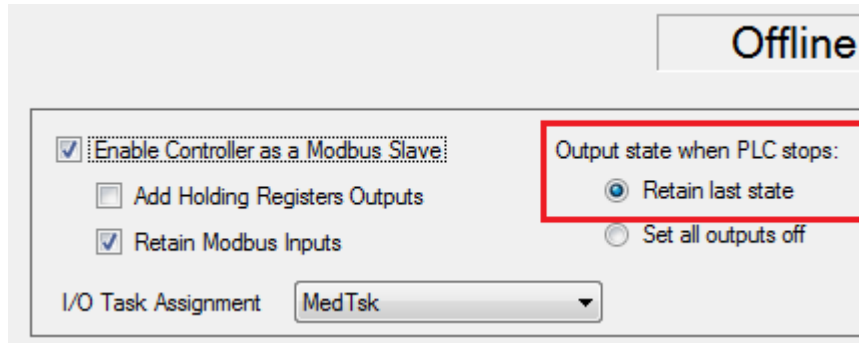 Offline
Enable Controller as a Modbus Slave
Add Holding Registers Outputs
Retain Modbus Inputs
I/O Task Assignment MedTsk
Output state when PLC stops:
Retain last state
Set all outputs off